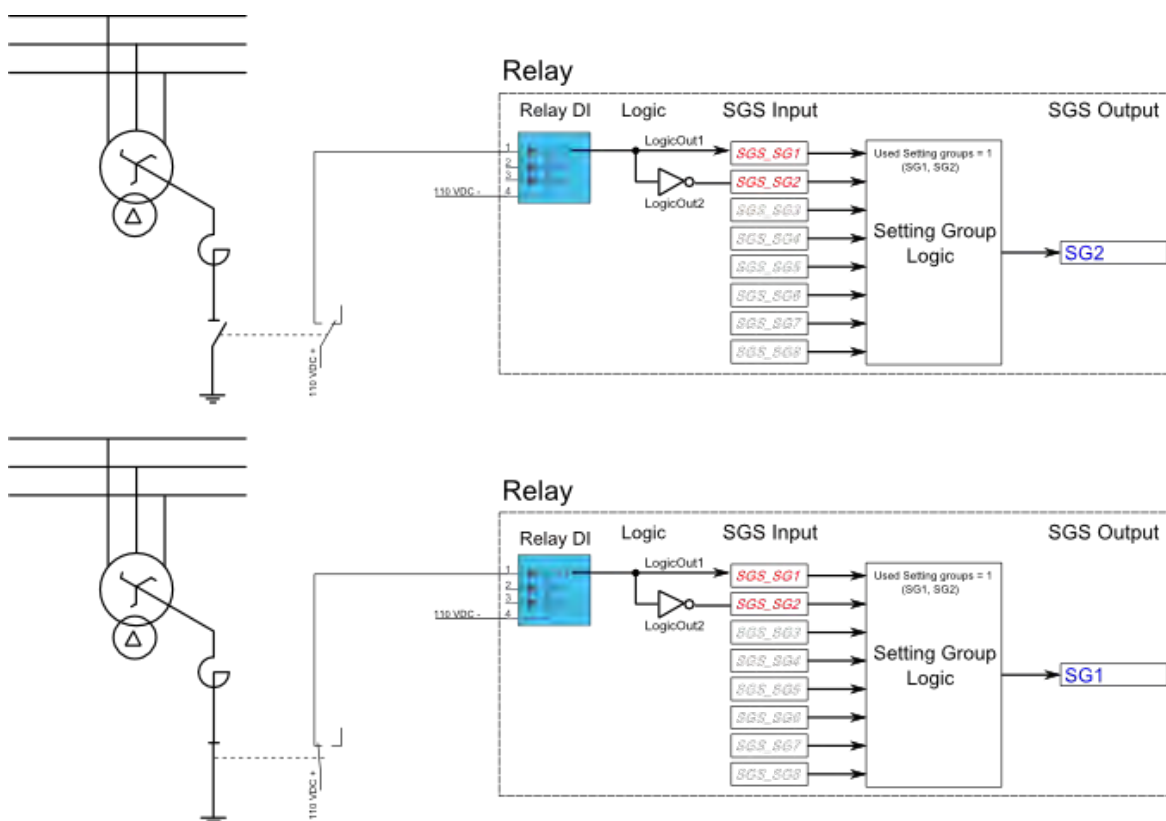 Relay
Relay DI
Logic
SGS Input
SGS Output
LogicOut1
1
2
3
4
110 VDC -
LogicOut2
SGS_SG1
SGS_SG2
SGS_SG3
SGS_SG4
SGS_SG5
SGS_SG6
SGS_SG7
SGS_SG8
Used Setting groups = 1
(SG1, SG2)
Setting Group
Logic
SG2
Δ
110 VDC +
Relay
Relay DI
Logic
SGS Input
SGS Output
LogicOut1
1
2
3
4
110 VDC -
LogicOut2
SGS_SG1
SGS_SG2
SGS_SG3
SGS_SG4
SGS_SG5
SGS_SG6
SGS_SG7
SGS_SG8
Used Setting groups = 1
(SG1, SG2)
Setting Group
Logic
SG1
Δ
110 VDC +